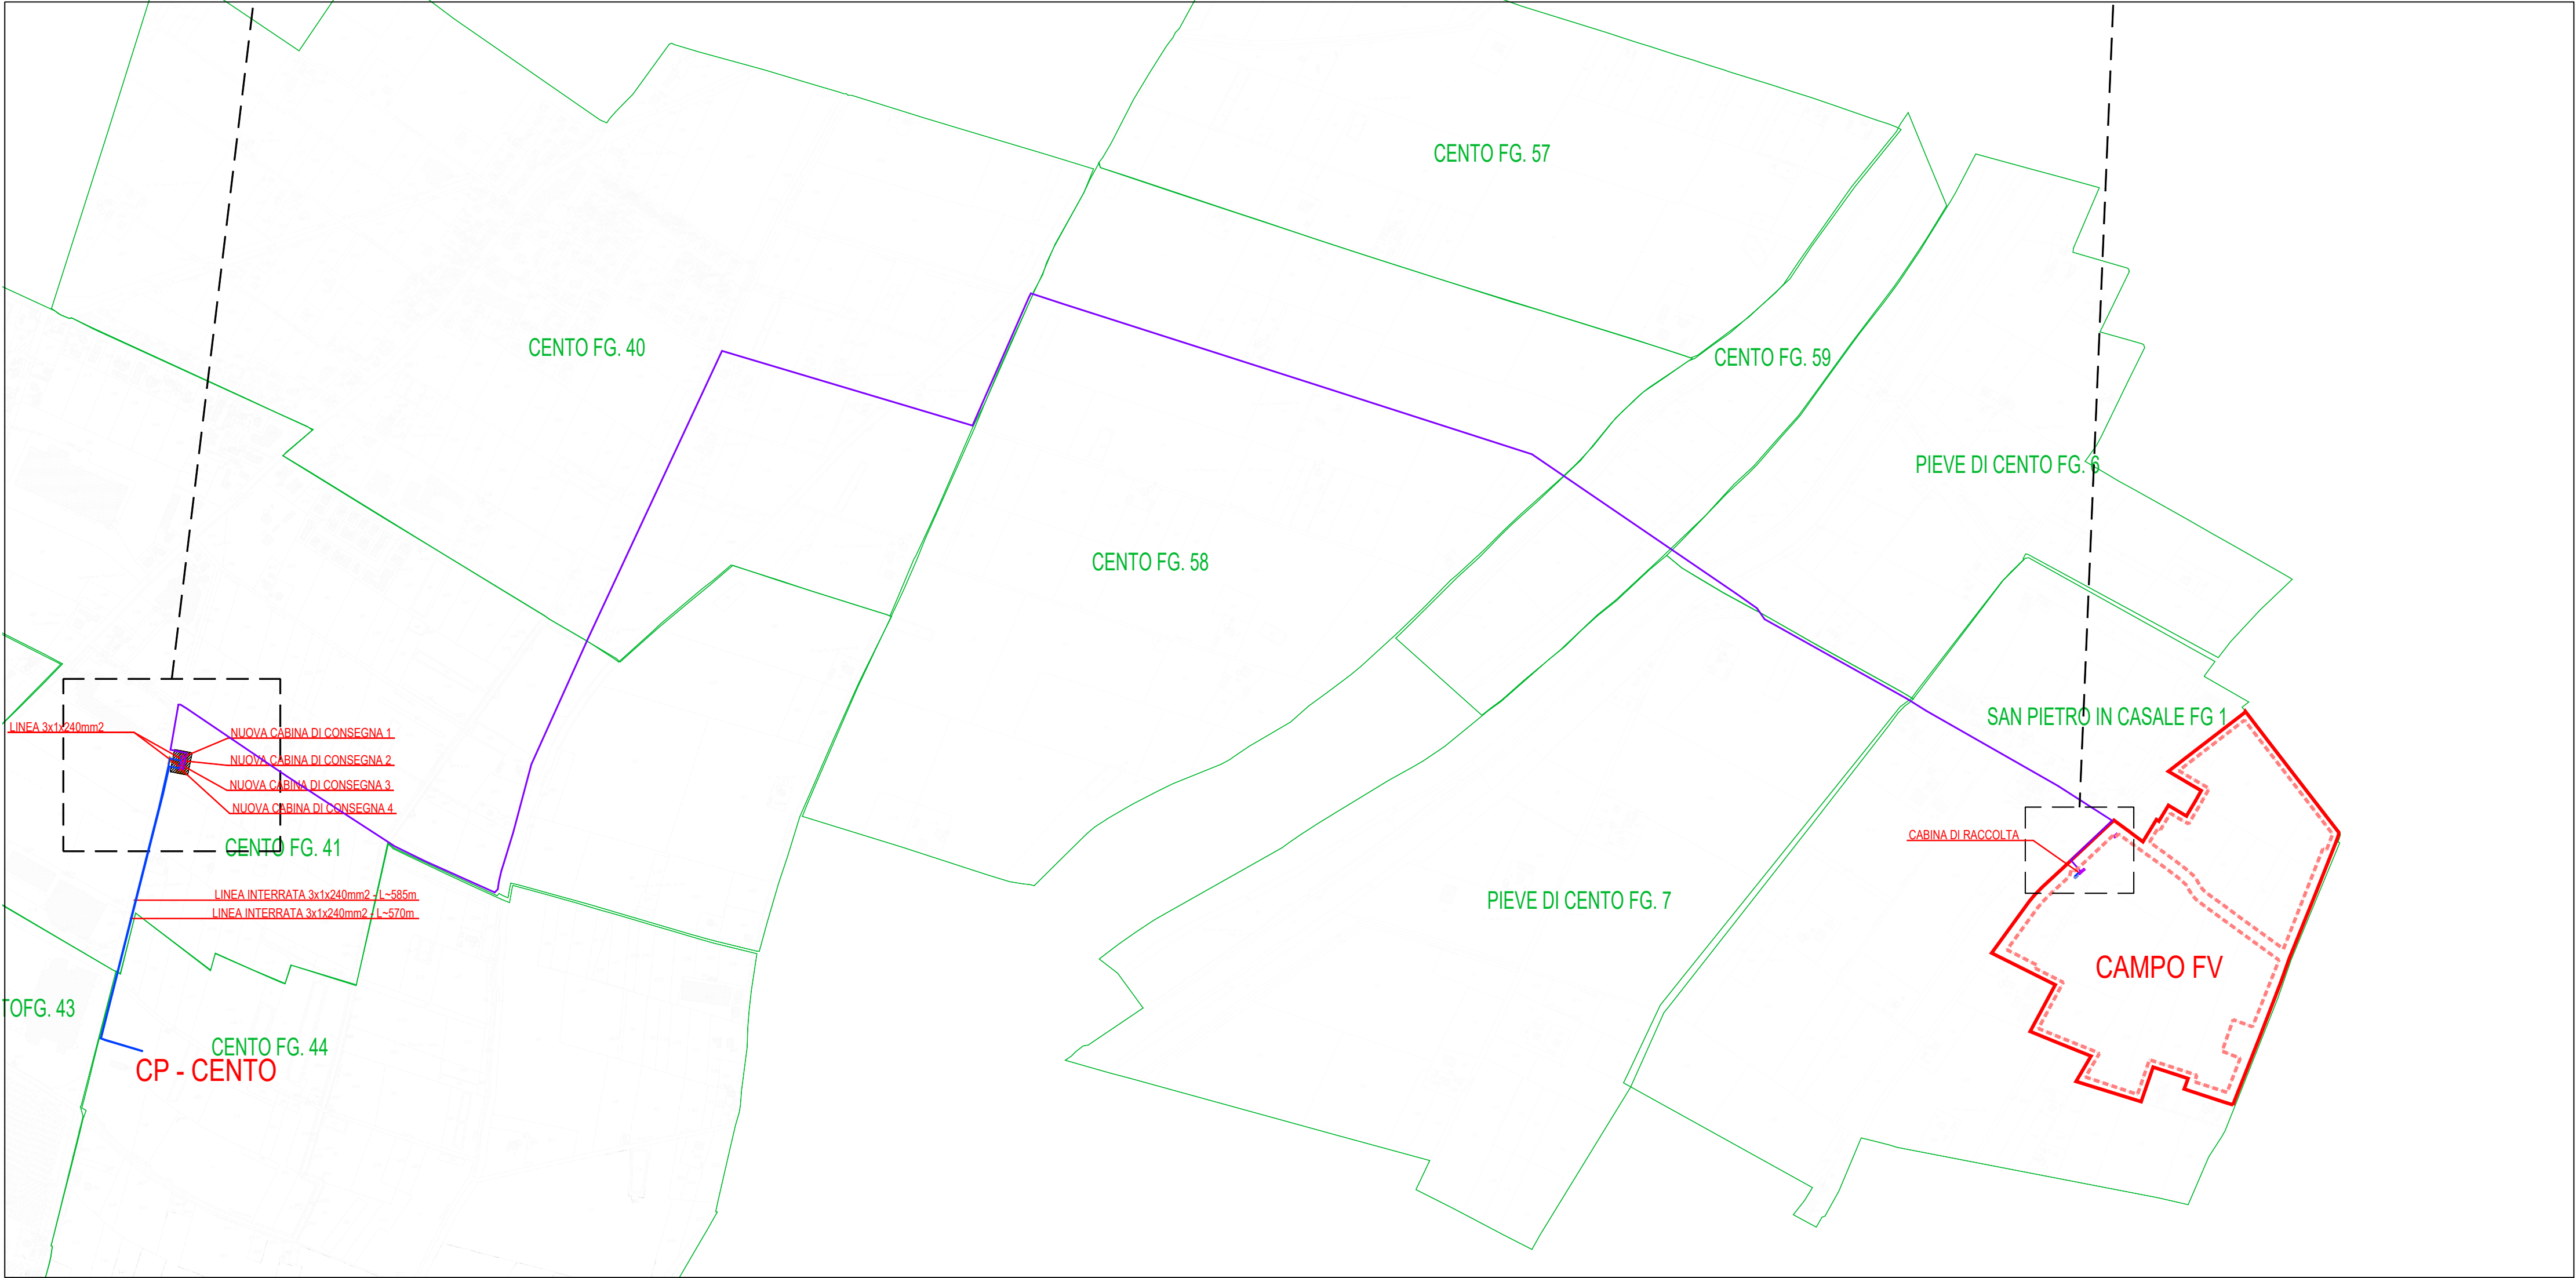 CENTO FG. 57
CENTO FG. 40
CENTO FG. 59
PIEVE DI CENTO FG. 6
CENTO FG. 58
SAN PIETRO IN CASALE FG 1
LINEA 3x1x240mm2
NUOVA CABINA DI CONSEGNA 1
NUOVA CABINA DI CONSEGNA 2
NUOVA CABINA DI CONSEGNA 3
NUOVA CABINA DI CONSEGNA 4
CABINA DI RACCOLTA
CENTO FG. 41
LINEA INTERRATA 3x1x240mm2 - L~585m
LINEA INTERRATA 3x1x240mm2 - L~570m
PIEVE DI CENTO FG. 7
CAMPO FV
TOFG. 43
CENTO FG. 44
CP - CENTO